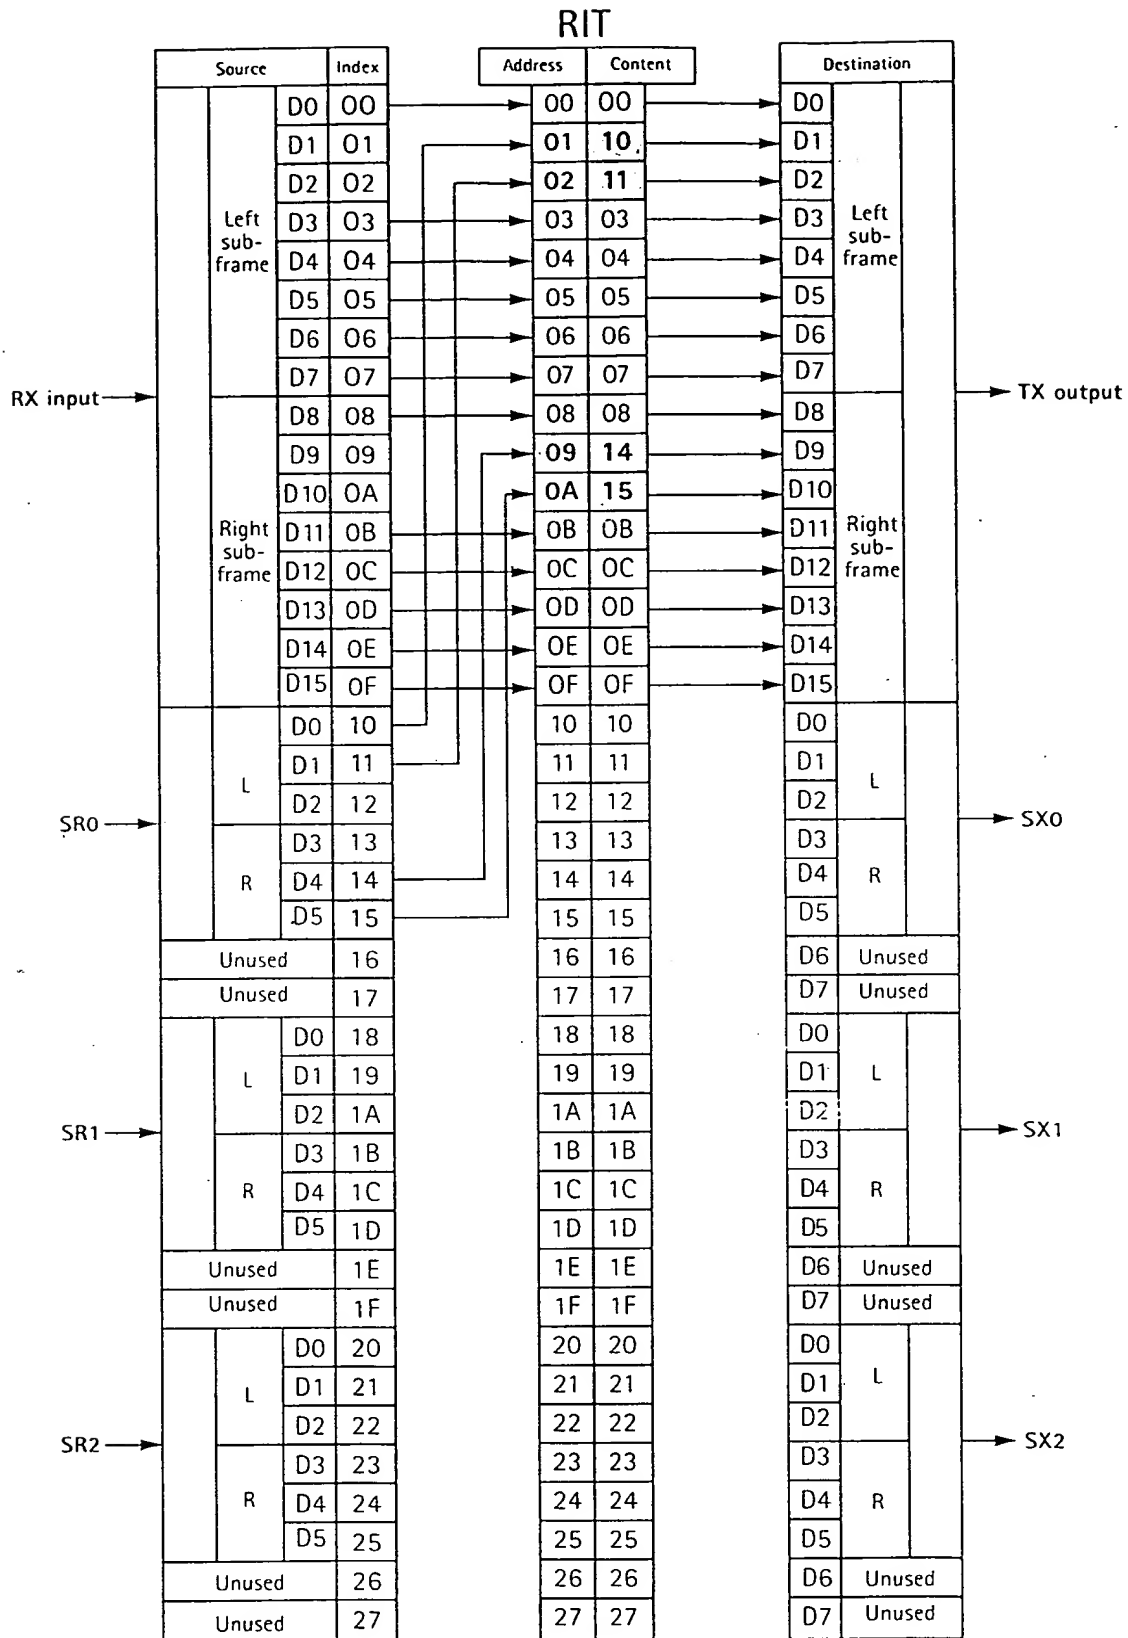 RIT
Source Index Address Content Destination
D0 00 00 00 D0
D1 01 01 10 D1
D2 02 02 11 D2
Left sub-frame D3 03 03 03 D3 Left sub-frame
D4 04 04 04 D4
D5 05 05 05 D5
D6 06 06 06 D6
D7 07 07 07 D7
RX input TX output
D8 08 08 08 D8
D9 09 09 14 D9
D10 0A 0A 15 D10
Right sub-frame D11 0B 0B 0B D11 Right sub-frame
D12 0C 0C 0C D12
D13 0D 0D 0D D13
D14 0E 0E 0E D14
D15 0F 0F 0F D15
D0 10 10 10 D0
L D1 11 11 11 D1 L
D2 12 12 12 D2
SR0 SX0
D3 13 13 13 D3
R D4 14 14 14 D4 R
D5 15 15 15 D5
Unused 16 16 16 D6 Unused
Unused 17 17 17 D7 Unused
D0 18 18 18 D0
L D1 19 19 19 D1 L
D2 1A 1A 1A D2
SR1 SX1
D3 1B 1B 1B D3
R D4 1C 1C 1C D4 R
D5 1D 1D 1D D5
Unused 1E 1E 1E D6 Unused
Unused 1F 1F 1F D7 Unused
D0 20 20 20 D0
L D1 21 21 21 D1 L
D2 22 22 22 D2
SR2 SX2
D3 23 23 23 D3
R D4 24 24 24 D4 R
D5 25 25 25 D5
Unused 26 26 26 D6 Unused
Unused 27 27 27 D7 Unused